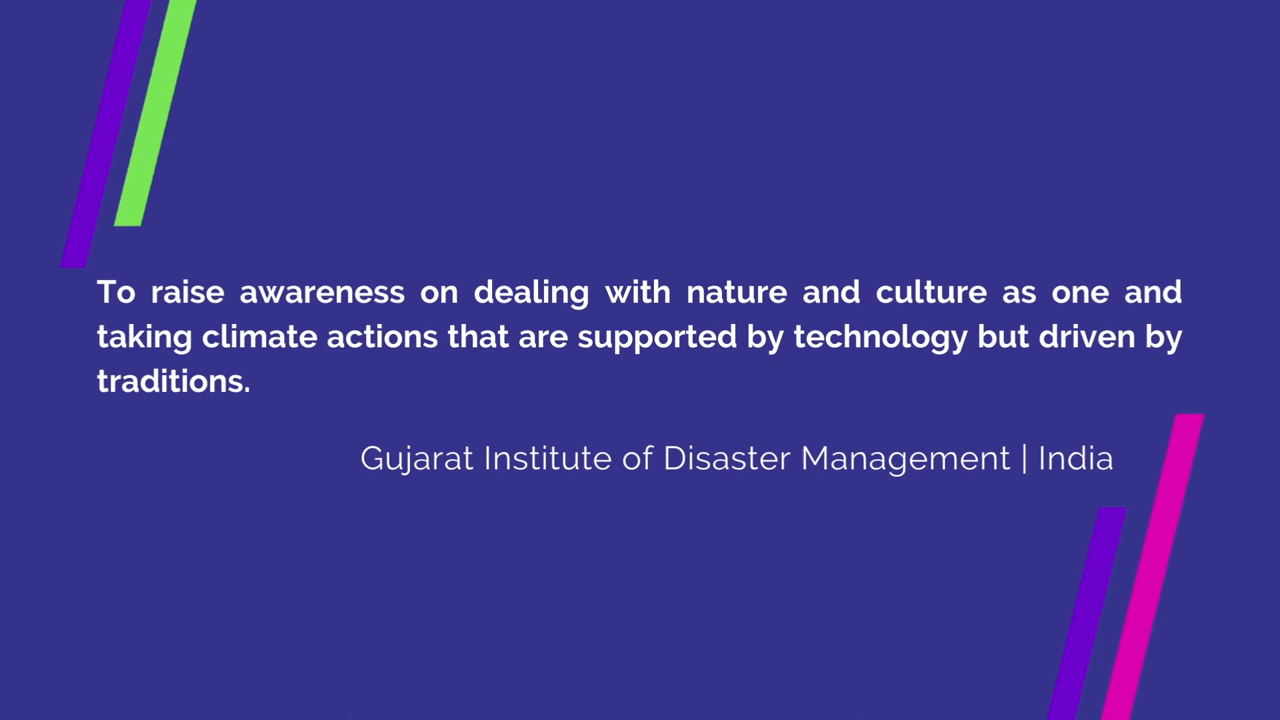 To raise awareness on dealing with nature and culture as one and
taking climate actions that are supported by technology but driven by
traditions.
Gujarat Institute of Disaster Management | India